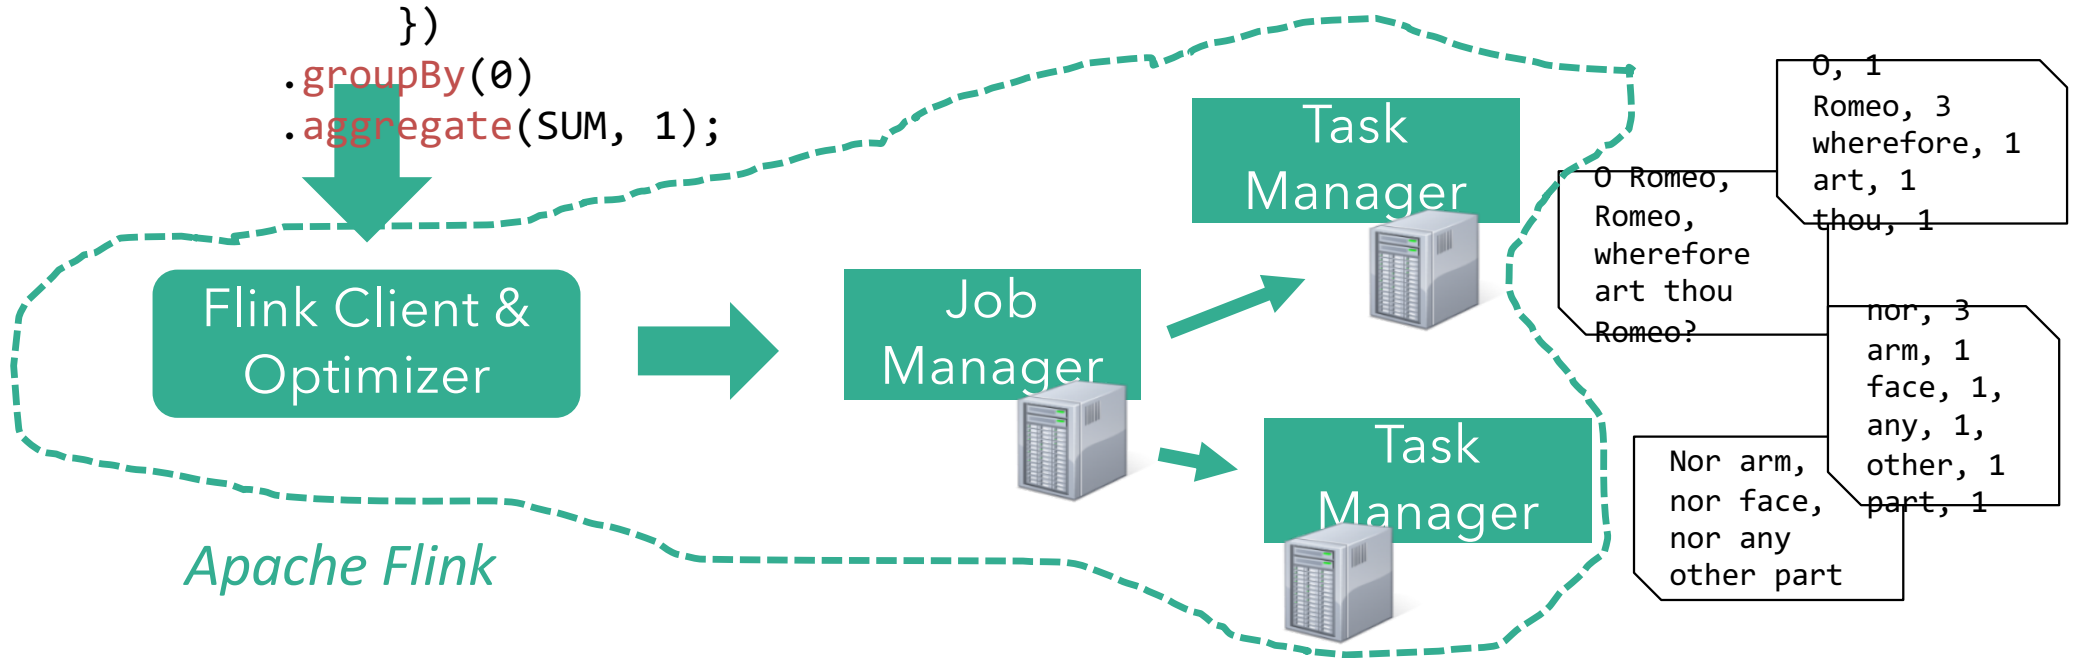 })
.groupBy(0)
.aggregate(SUM, 1);
Flink Client &
Optimizer
Job
Manager
Task
Manager
Task
Manager
Apache Flink
O, 1
Romeo, 3
wherefore, 1
art, 1
thou, 1
O Romeo,
Romeo,
wherefore
art thou
Romeo?
nor, 3
arm, 1
face, 1,
any, 1,
other, 1
part, 1
Nor arm,
nor face,
nor any
other part